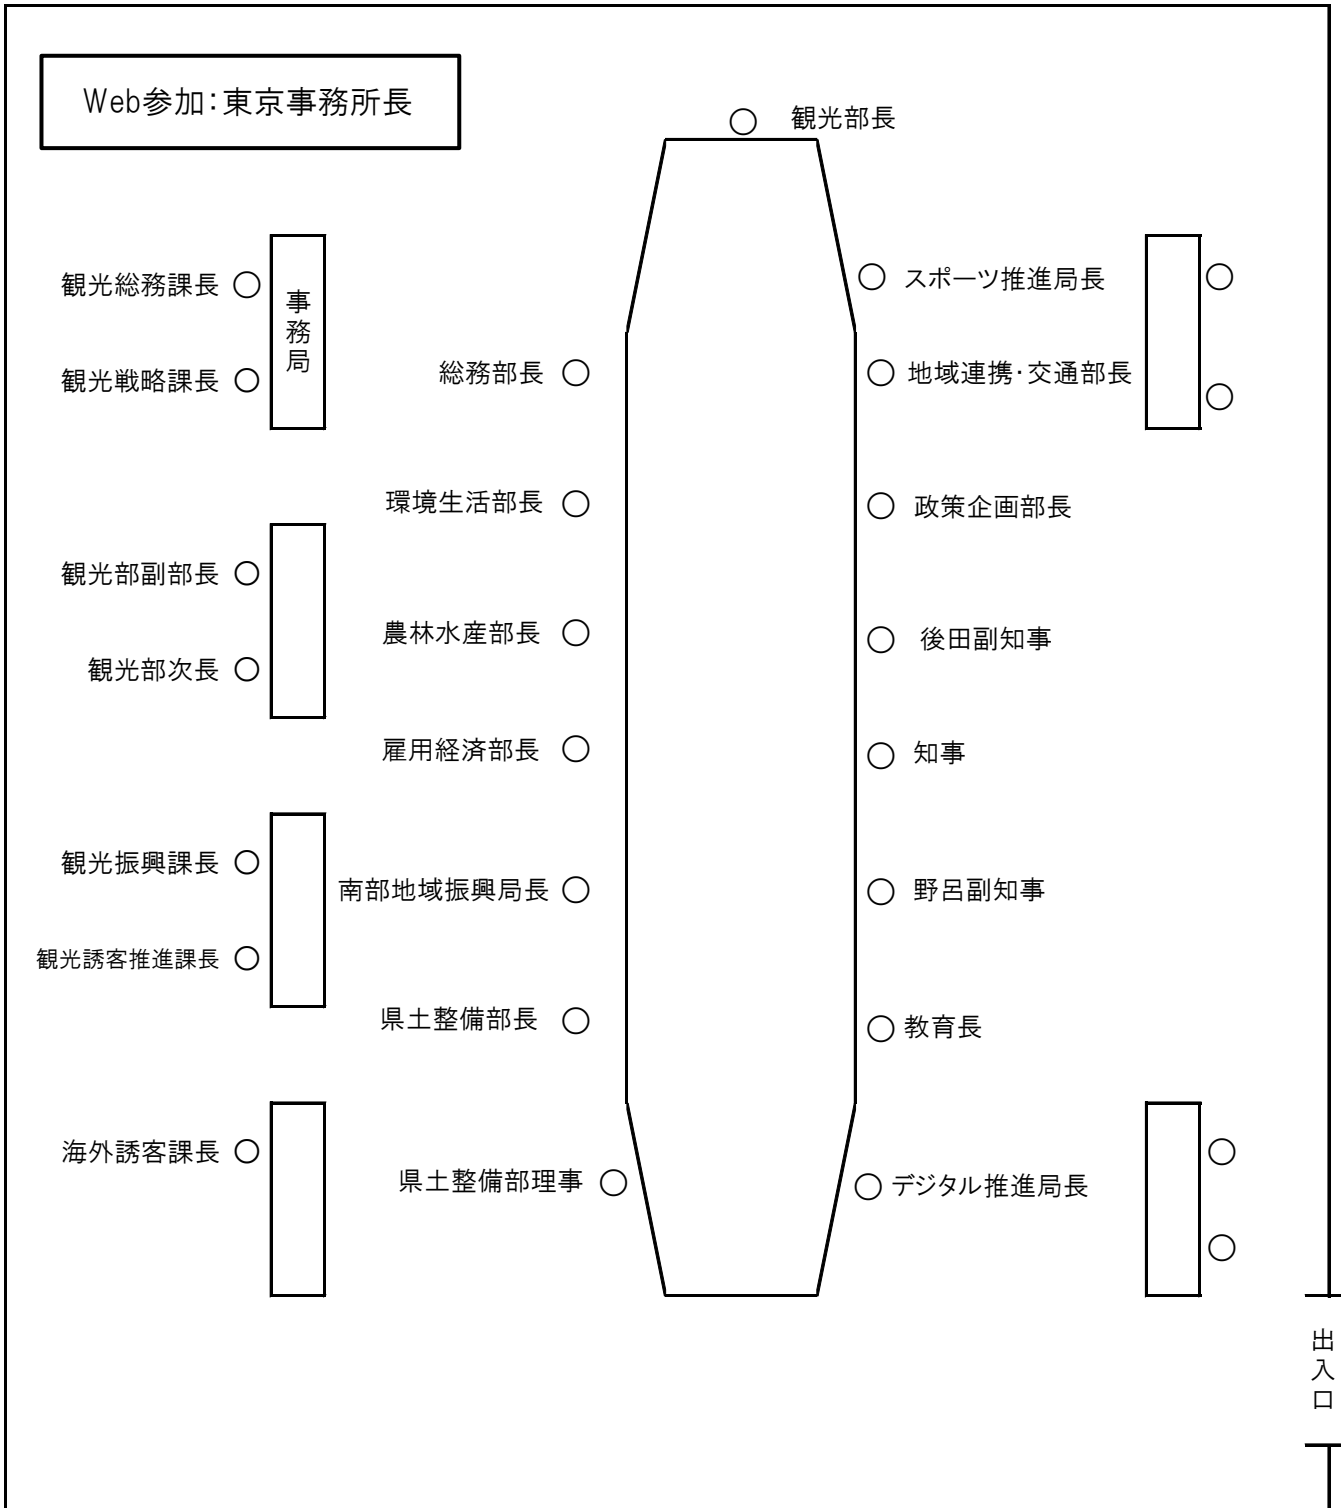 Web参加：東京事務所長
観光部長
観光総務課長
事務局
スポーツ推進局長
観光戦略課長
総務部長
地域連携・交通部長
環境生活部長
政策企画部長
観光部副部長
農林水産部長
後田副知事
観光部次長
雇用経済部長
知事
観光振興課長
南部地域振興局長
野呂副知事
観光誘客推進課長
県土整備部長
教育長
海外誘客課長
県土整備部理事
デジタル推進局長
出入口